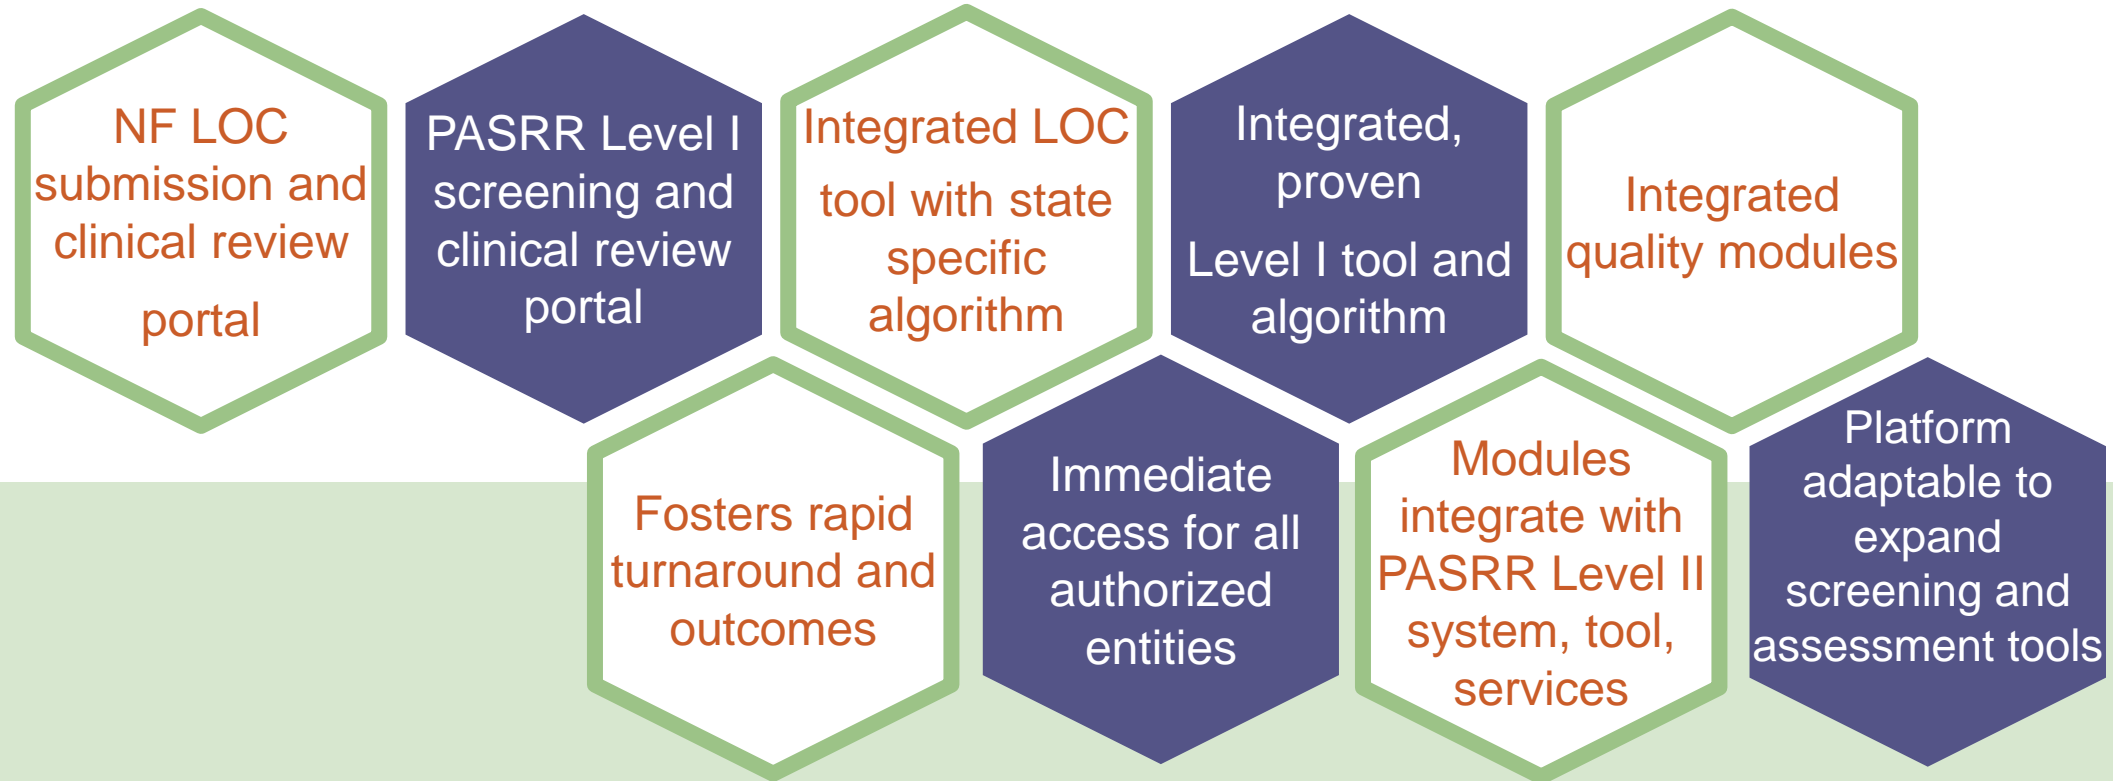 NF LOC
submission and
clinical review
portal
PASRR Level I
screening and
clinical review
portal
Integrated LOC
tool with state
specific
algorithm
Integrated,
proven
Level I tool and
algorithm
Integrated
quality modules
Fosters rapid
turnaround and
outcomes
Immediate
access for all
authorized
entities
Modules
integrate with
PASRR Level II
system, tool,
services
Platform
adaptable to
expand
screening and
assessment tools